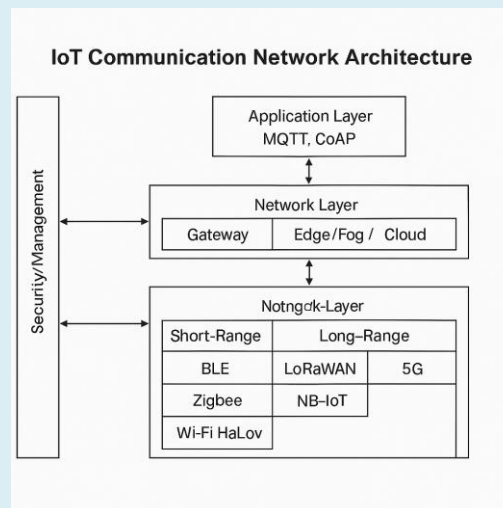 IoT Communication Network Architecture
Application Layer
MQTT, CoAP
Security/Management
Network Layer
Gateway
Edge/Fog / Cloud
-Layer
Short-Range
Long–Range
BLE
LoRaWAN
5G
Zigbee
NB–IoT
Wi-Fi HaLov